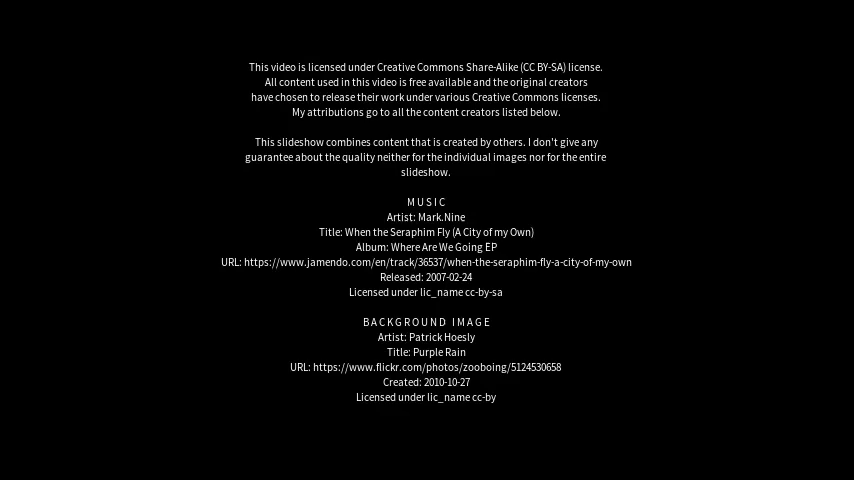 This video is licensed under Creative Commons Share-Alike (CC BY-SA) license.
All content used in this video is free available and the original creators
have chosen to release their work under various Creative Commons licenses.
My attributions go to all the content creators listed below.
This slideshow combines content that is created by others. I don't give any
guarantee about the quality neither for the individual images nor for the entire
slideshow.
M U S I C
Artist: Mark.Nine
Title: When the Seraphim Fly (A City of my Own)
Album: Where Are We Going EP
URL: https://www.jamendo.com/en/track/36537/when-the-seraphim-fly-a-city-of-my-own
Released: 2007-02-24
Licensed under lic_name cc-by-sa
B A C K G R O U N D   I M A G E
Artist: Patrick Hoesly
Title: Purple Rain
URL: https://www.flickr.com/photos/zooboing/5124530658
Created: 2010-10-27
Licensed under lic_name cc-by